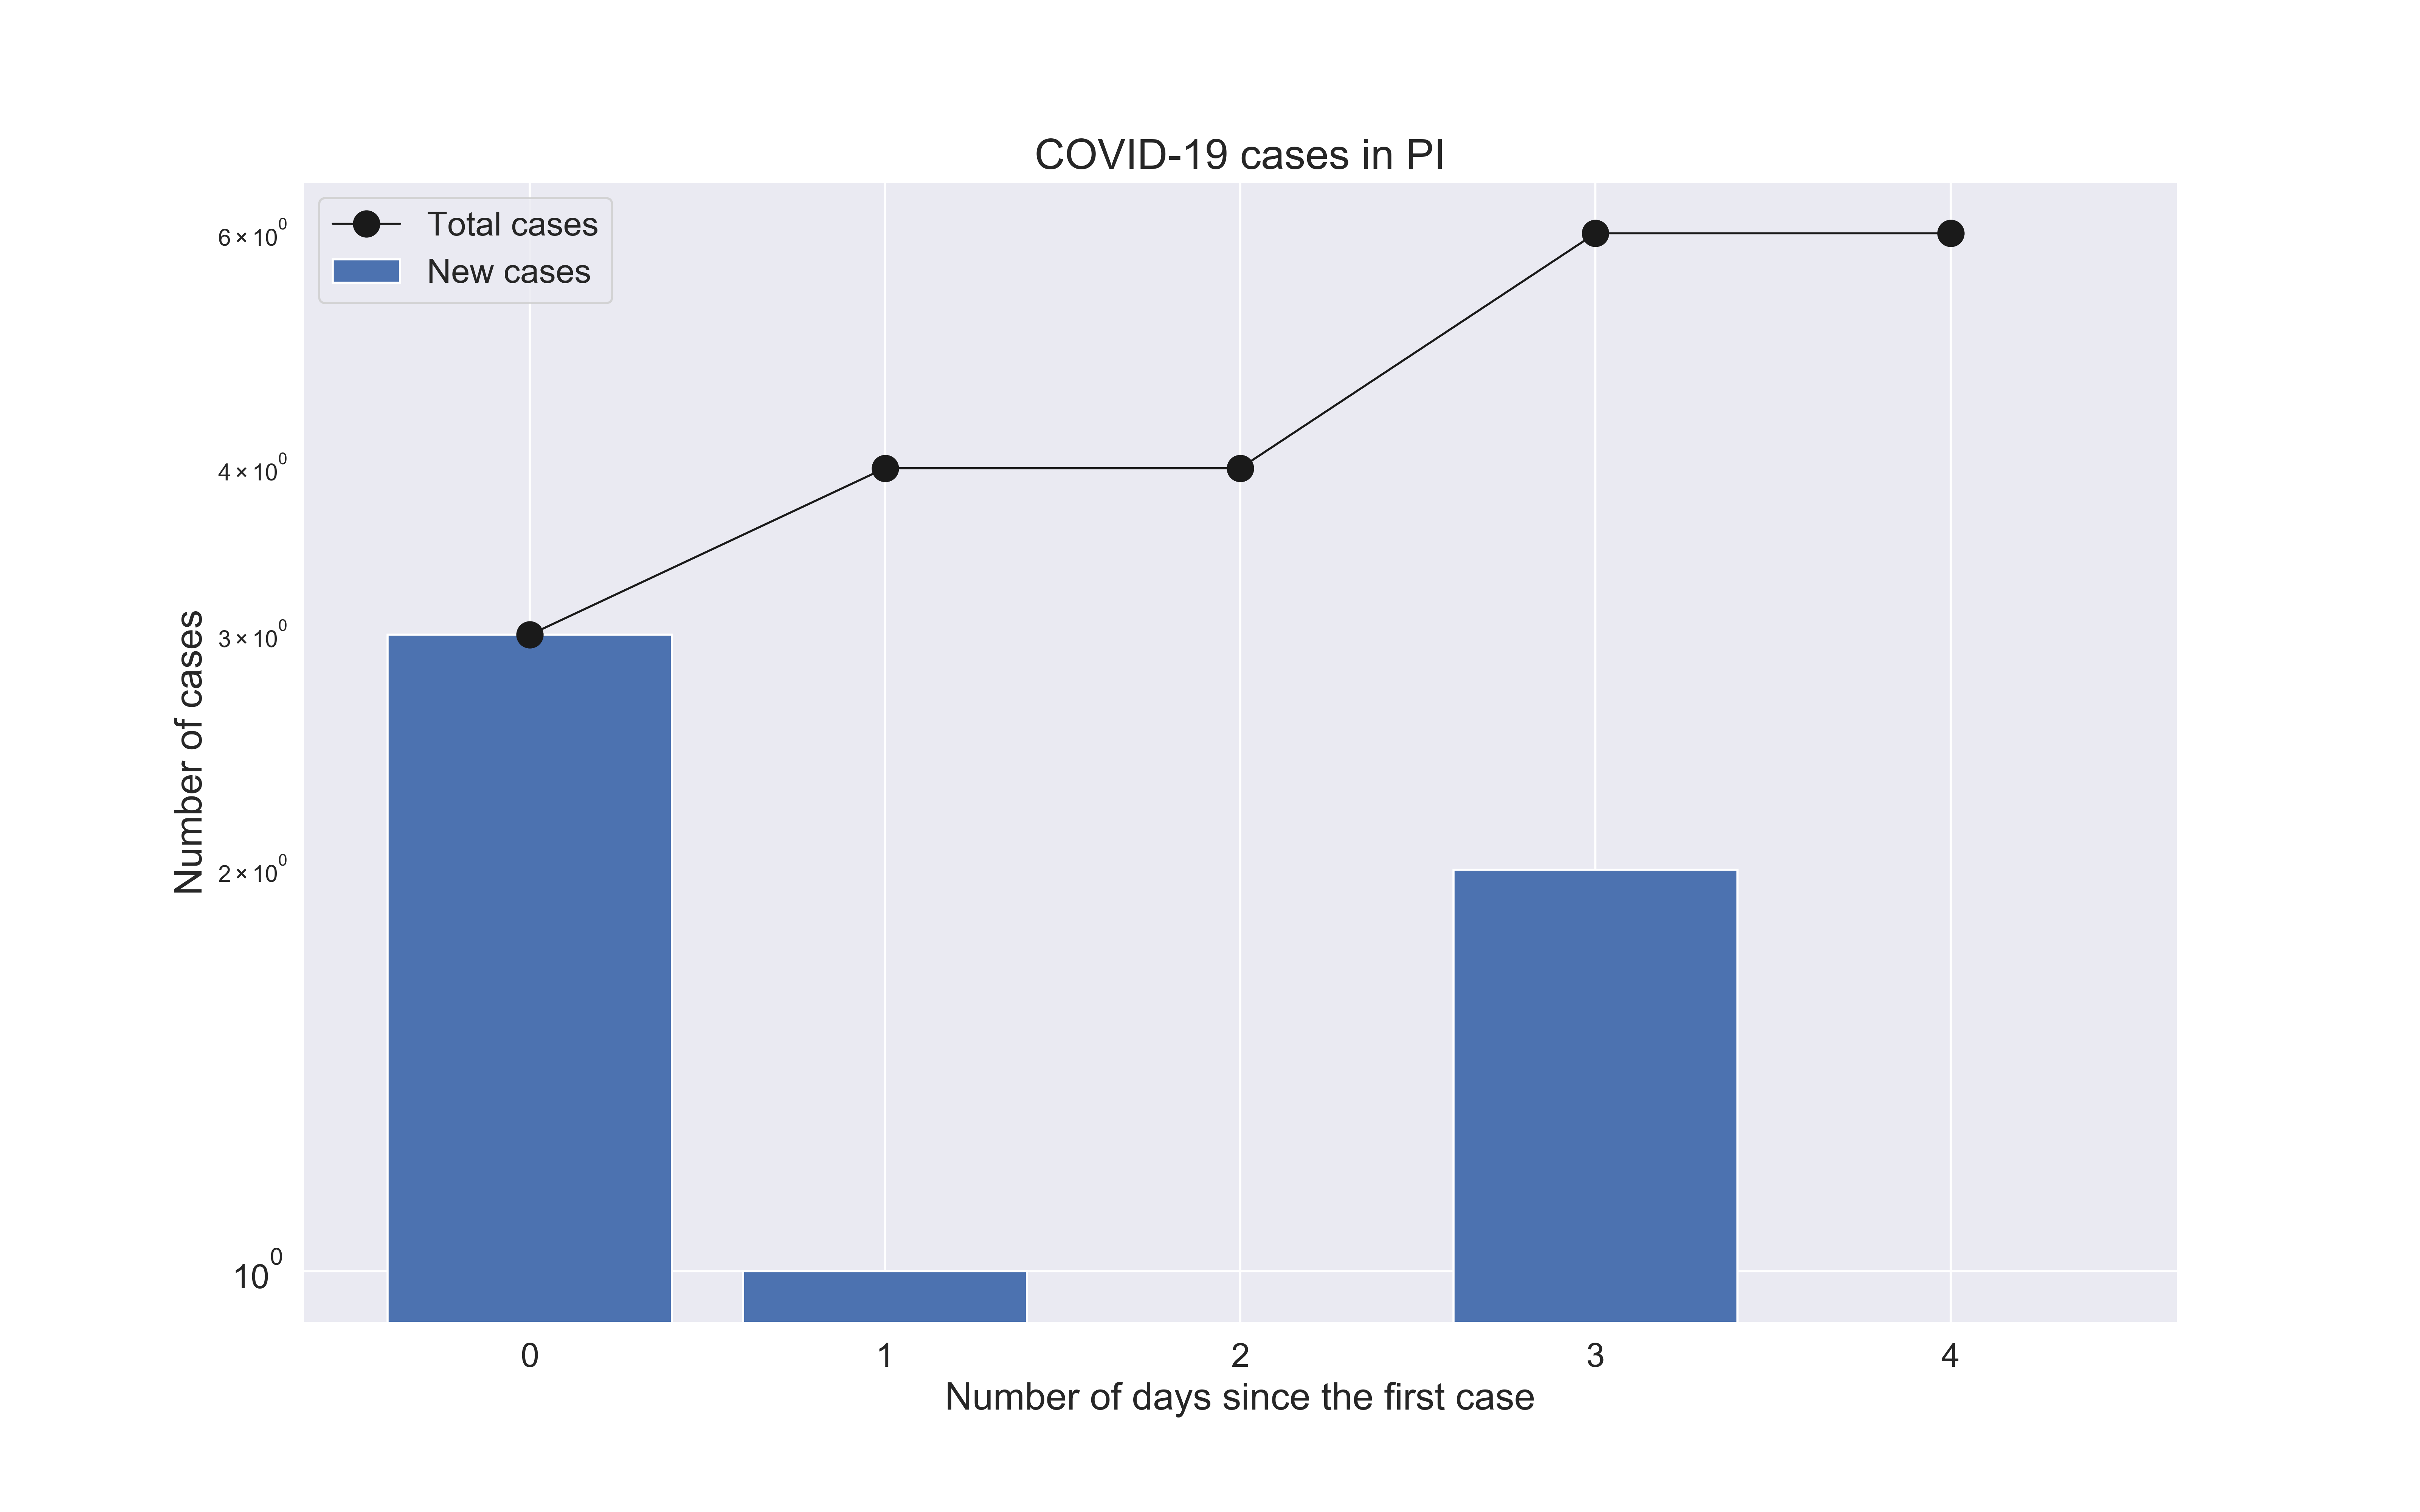 COVID-19 cases in PI
Total cases
New cases
6 × 10⁰
4 × 10⁰
3 × 10⁰
2 × 10⁰
10⁰
Number of cases
0 1 2 3 4
Number of days since the first case